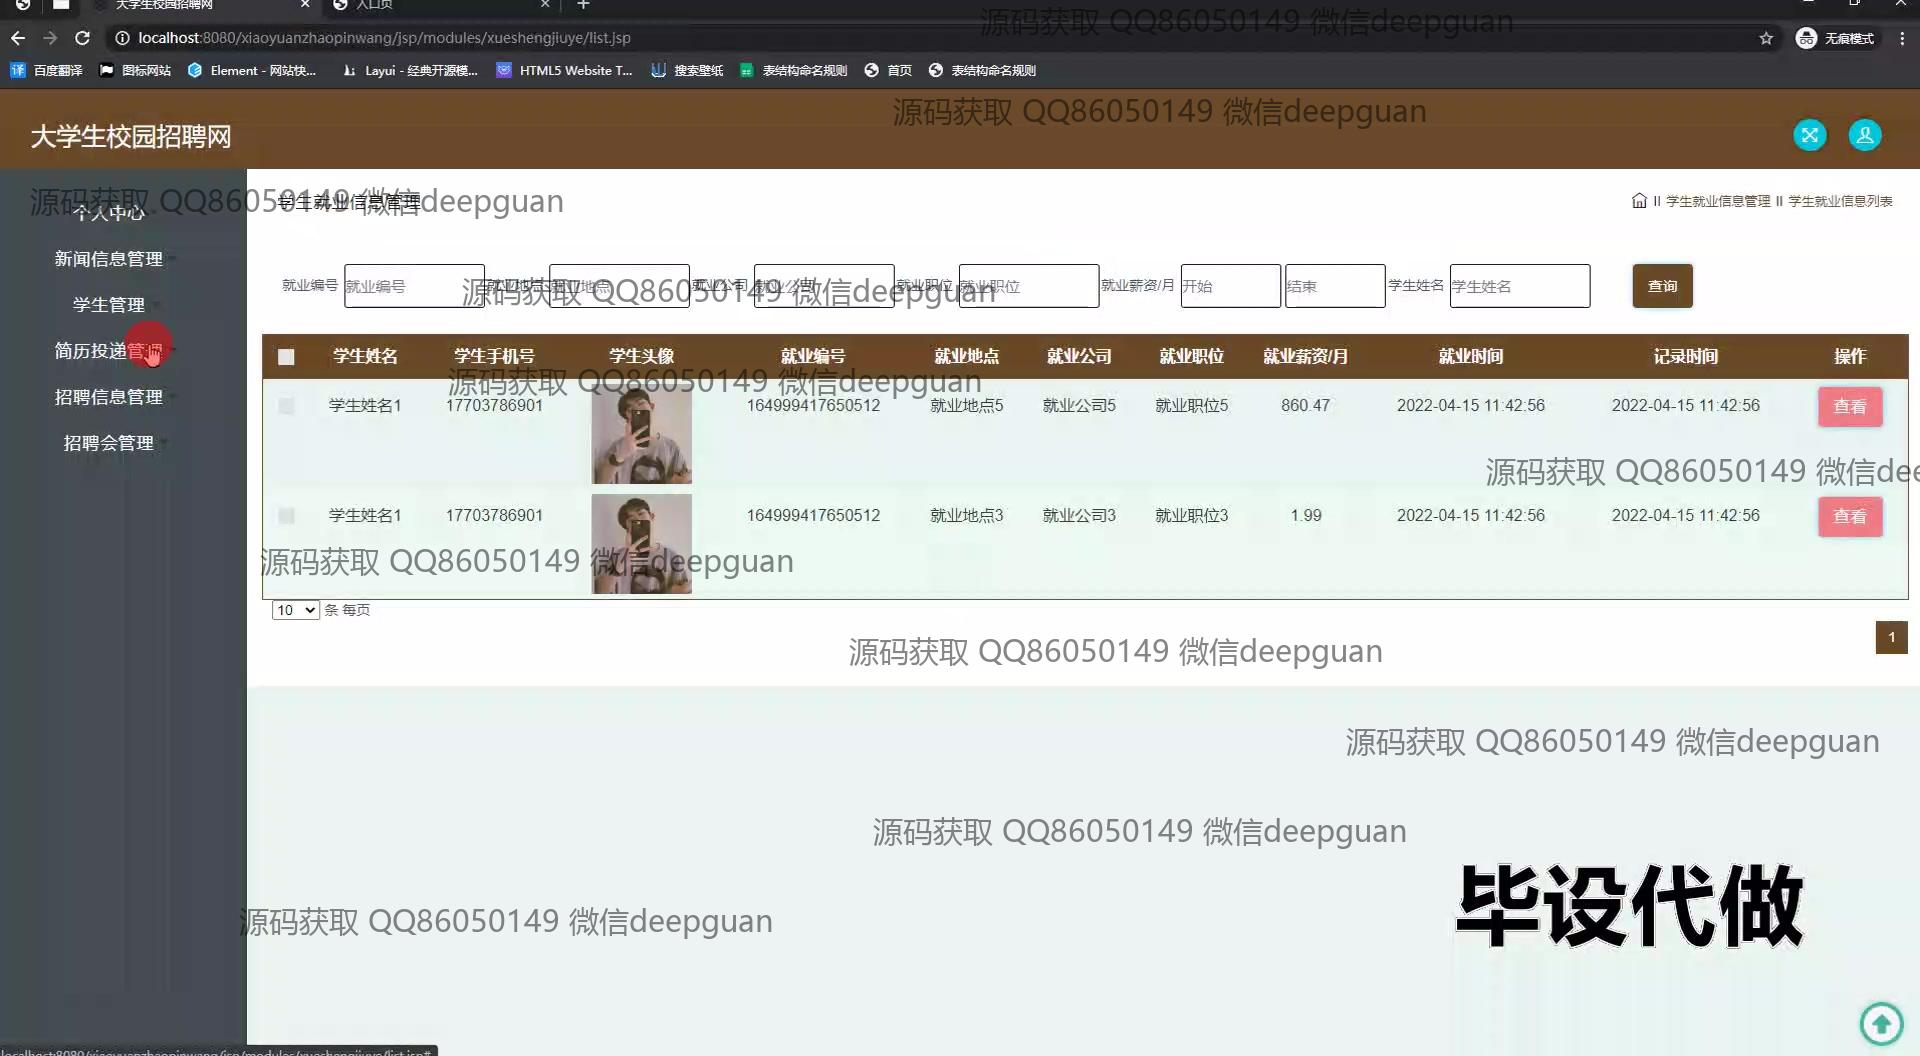 大学生校园招聘网
入口页
localhost:8080/xiaoyuanzhaopinwang/jsp/modules/xueshengjiuye/list.jsp
无痕模式
百度翻译
图标网站
Element - 网站快...
Layui - 经典开源模...
HTML5 Website T...
搜索壁纸
表结构命名规则
首页
表结构命名规则
源码获取 QQ86050149 微信deepguan
源码获取 QQ86050149 微信deepguan
大学生校园招聘网
源码获取 QQ86050149 微信deepguan
个人中心
新闻信息管理
学生管理
简历投递管理
招聘信息管理
招聘会管理
学生就业信息管理
学生就业信息管理 II 学生就业信息列表
就业编号 就业编号 就业地点 就业地点 就业公司 就业公司 就业职位 就业职位 就业薪资/月 开始 结束 学生姓名 学生姓名 查询
源码获取 QQ86050149 微信deepguan
学生姓名 学生手机号 学生头像 就业编号 就业地点 就业公司 就业职位 就业薪资/月 就业时间 记录时间 操作
源码获取 QQ86050149 微信deepguan
学生姓名1 17703786901 164999417650512 就业地点5 就业公司5 就业职位5 860.47 2022-04-15 11:42:56 2022-04-15 11:42:56 查看
源码获取 QQ86050149 微信dee
学生姓名1 17703786901 164999417650512 就业地点3 就业公司3 就业职位3 1.99 2022-04-15 11:42:56 2022-04-15 11:42:56 查看
源码获取 QQ86050149 微信deepguan
10 条 每页
1
源码获取 QQ86050149 微信deepguan
源码获取 QQ86050149 微信deepguan
源码获取 QQ86050149 微信deepguan
毕设代做
源码获取 QQ86050149 微信deepguan
localhost:8080/xiaoyuanzhaopinwang/jsp/modules/xueshengjiuye/list.jsp#